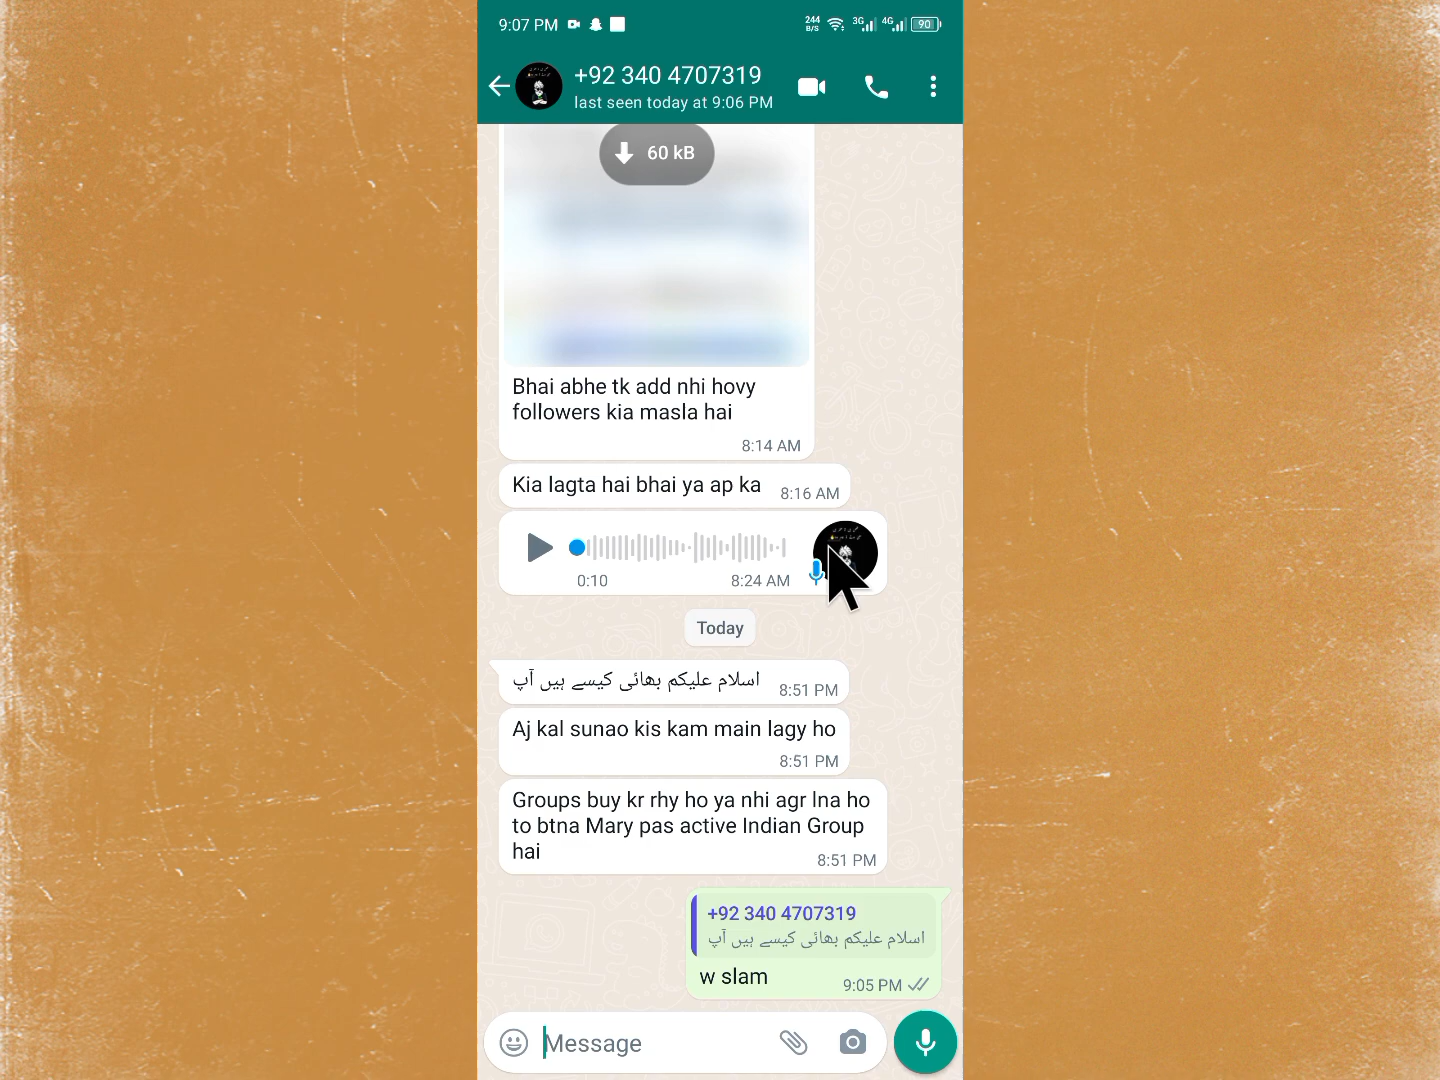 9:07 PM 244 B/S 3G 4G 90
+92 340 4707319
last seen today at 9:06 PM
60 kB
Bhai abhe tk add nhi hovy
followers kia masla hai
8:14 AM
Kia lagta hai bhai ya ap ka 8:16 AM
0:10 8:24 AM
Today
اسلام علیکم بھائی کیسے ہیں آپ 8:51 PM
Aj kal sunao kis kam main lagy ho
8:51 PM
Groups buy kr rhy ho ya nhi agr lna ho
to btna Mary pas active Indian Group
hai 8:51 PM
+92 340 4707319
اسلام علیکم بھائی کیسے ہیں آپ
w slam 9:05 PM
Message